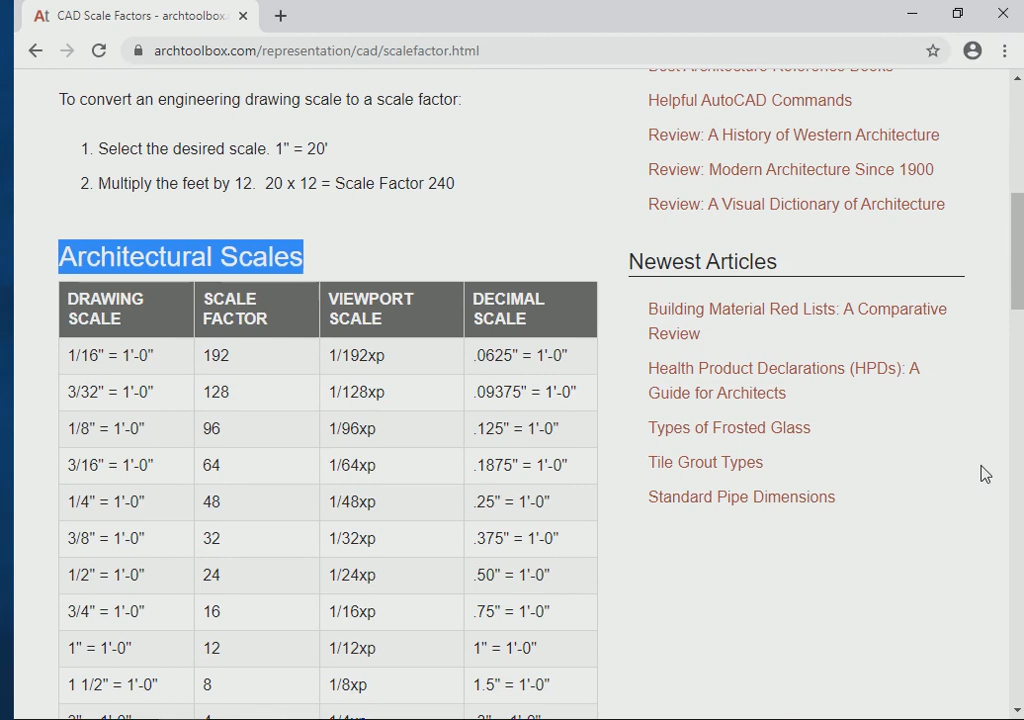 At CAD Scale Factors - archtoolbox.
archtoolbox.com/representation/cad/scalefactor.html
To convert an engineering drawing scale to a scale factor:
1. Select the desired scale. 1" = 20'
2. Multiply the feet by 12. 20 x 12 = Scale Factor 240
Architectural Scales
DRAWING SCALE SCALE FACTOR VIEWPORT SCALE DECIMAL SCALE
1/16" = 1'-0" 192 1/192xp .0625" = 1'-0"
3/32" = 1'-0" 128 1/128xp .09375" = 1'-0"
1/8" = 1'-0" 96 1/96xp .125" = 1'-0"
3/16" = 1'-0" 64 1/64xp .1875" = 1'-0"
1/4" = 1'-0" 48 1/48xp .25" = 1'-0"
3/8" = 1'-0" 32 1/32xp .375" = 1'-0"
1/2" = 1'-0" 24 1/24xp .50" = 1'-0"
3/4" = 1'-0" 16 1/16xp .75" = 1'-0"
1" = 1'-0" 12 1/12xp 1" = 1'-0"
1 1/2" = 1'-0" 8 1/8xp 1.5" = 1'-0"
Best Architecture Reference Books
Helpful AutoCAD Commands
Review: A History of Western Architecture
Review: Modern Architecture Since 1900
Review: A Visual Dictionary of Architecture
Newest Articles
Building Material Red Lists: A Comparative
Review
Health Product Declarations (HPDs): A
Guide for Architects
Types of Frosted Glass
Tile Grout Types
Standard Pipe Dimensions